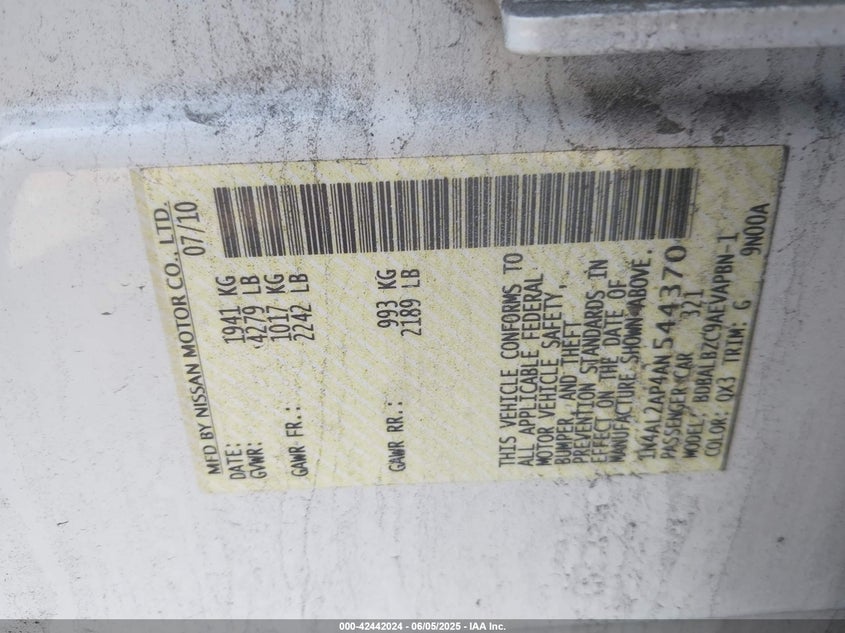 MFD BY NISSAN MOTOR CO., LTD.
DATE: 07/10
GVWR: 1941 KG
4279 LB
GAWR FR.: 1017 KG
2242 LB
GAWR RR.: 993 KG
2189 LB
THIS VEHICLE CONFORMS TO
ALL APPLICABLE FEDERAL
MOTOR VEHICLE SAFETY,
BUMPER, AND THEFT
PREVENTION STANDARDS IN
EFFECT ON THE DATE OF
MANUFACTURE SHOWN ABOVE.
1N4AL2AP4AN544370
PASSENGER CAR 321
MODEL: BDBALBZC9AEVAPBN-1
COLOR: QX3 TRIM: G 9N00A
000-42442024 - 06/05/2025 - IAA Inc.